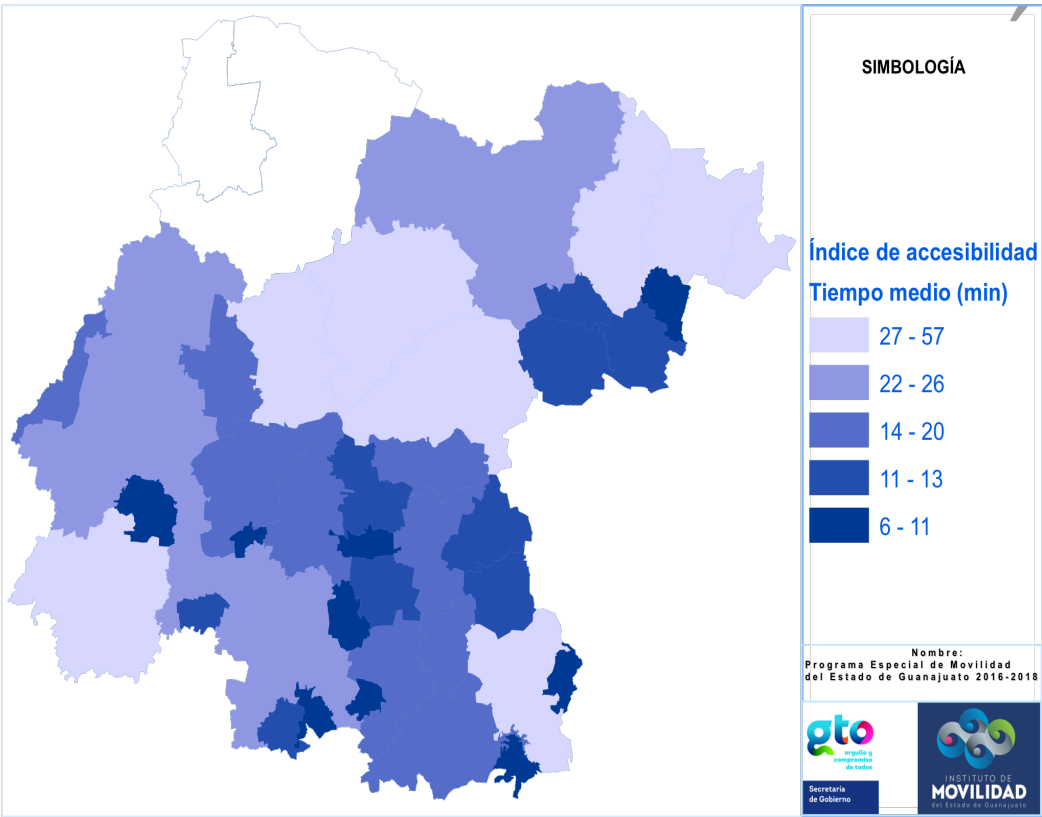 SIMBOLOGÍA
Índice de accesibilidad
Tiempo medio (min)
27 - 57
22 - 26
14 - 20
11 - 13
6 - 11
Nombre:
Programa Especial de Movilidad
del Estado de Guanajuato 2016-2018
gto
orgullo y
compromiso
de todos
Secretaría
de Gobierno
INSTITUTO DE
MOVILIDAD
del Estado de Guanajuato